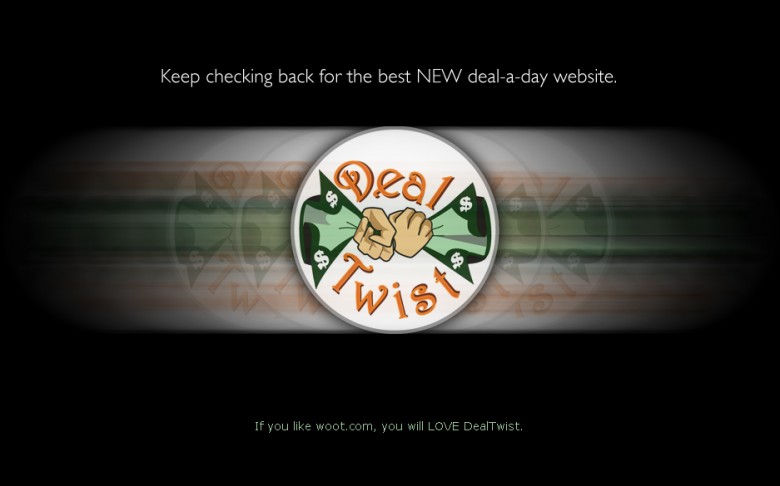 Keep checking back for the best NEW deal-a-day website.
Deal
$ $
$ $
Twist
If you like woot.com, you will LOVE DealTwist.